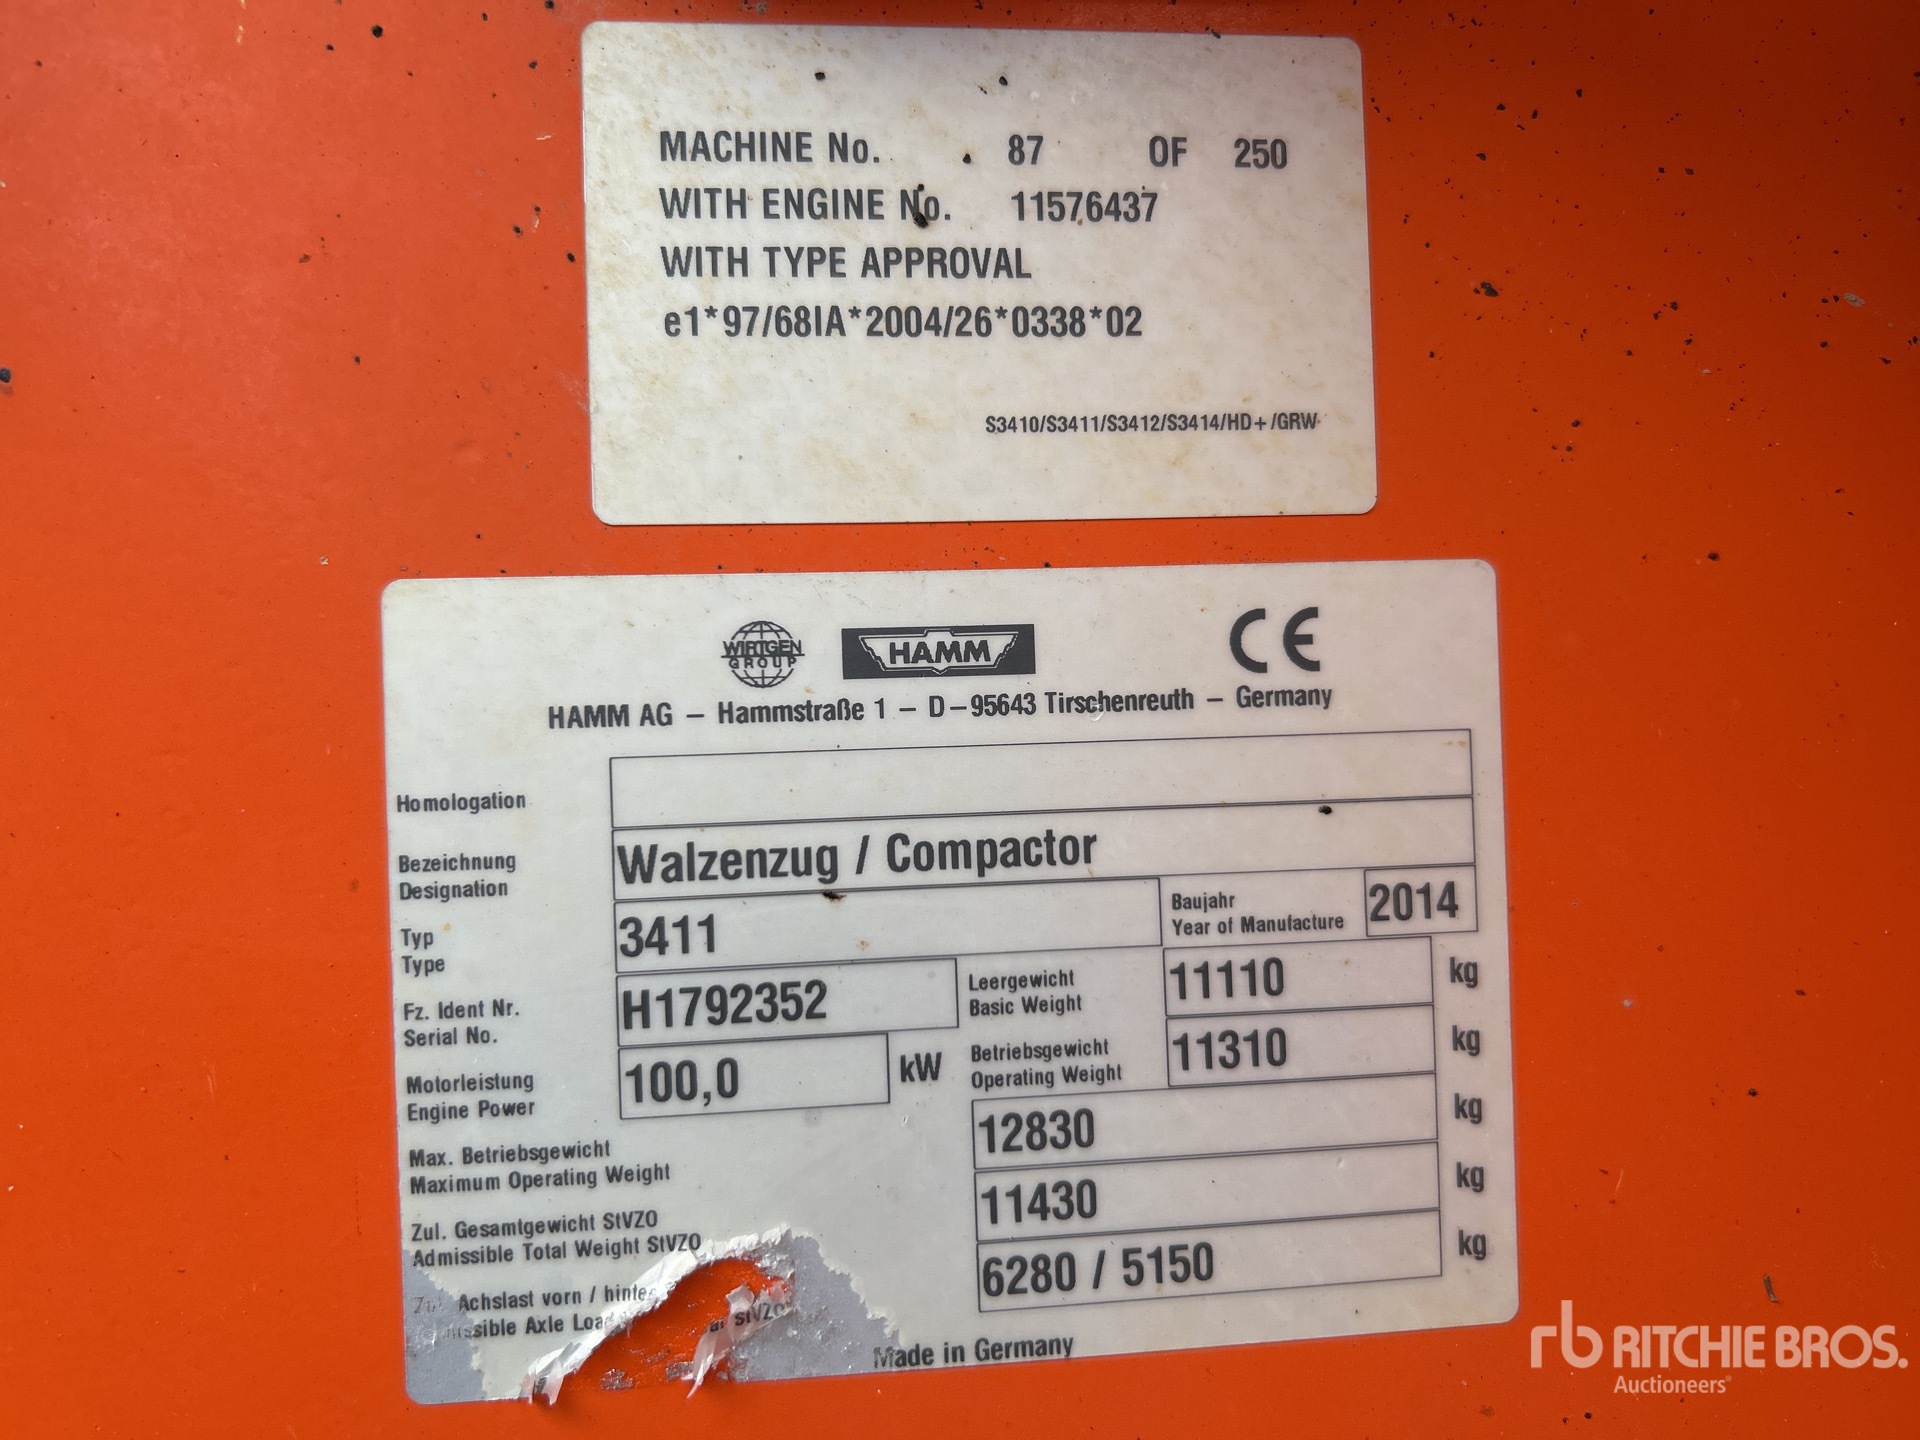 MACHINE No. 87 OF 250
WITH ENGINE No. 11576437
WITH TYPE APPROVAL
e1*97/68IA*2004/26*0338*02
S3410/S3411/S3412/S3414/HD+/GRW
WIRTGEN GROUP
HAMM
CE
HAMM AG – Hammstraße 1 – D–95643 Tirschenreuth – Germany
Homologation
Bezeichnung
Designation
Walzenzug / Compactor
Typ
Type
3411
Baujahr
Year of Manufacture
2014
Fz. Ident Nr.
Serial No.
H1792352
Leergewicht
Basic Weight
11110 kg
Motorleistung
Engine Power
100,0 kW
Betriebsgewicht
Operating Weight
11310 kg
Max. Betriebsgewicht
Maximum Operating Weight
12830 kg
Zul. Gesamtgewicht StVZO
Admissible Total Weight StVZO
11430 kg
Achslast vorn /
Axle
StVZO
6280 / 5150 kg
Made in Germany
rb RITCHIE BROS.
Auctioneers